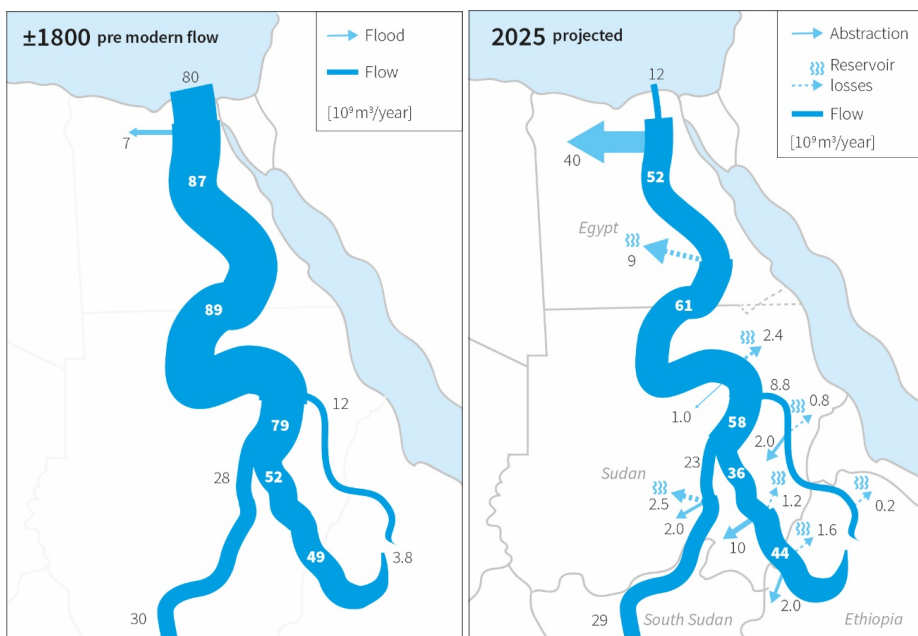 ±1800 pre modern flow
Flood
Flow
[10⁹m³/year]
80
7
87
89
12
79
28
52
49
3.8
30
2025 projected
Abstraction
Reservoir
losses
Flow
[10⁹m³/year]
12
40
52
Egypt
9
61
2.4
8.8
0.8
1.0
58
2.0
23
Sudan
36
2.5
1.2
0.2
2.0
10
44
1.6
2.0
29
South Sudan
Ethiopia